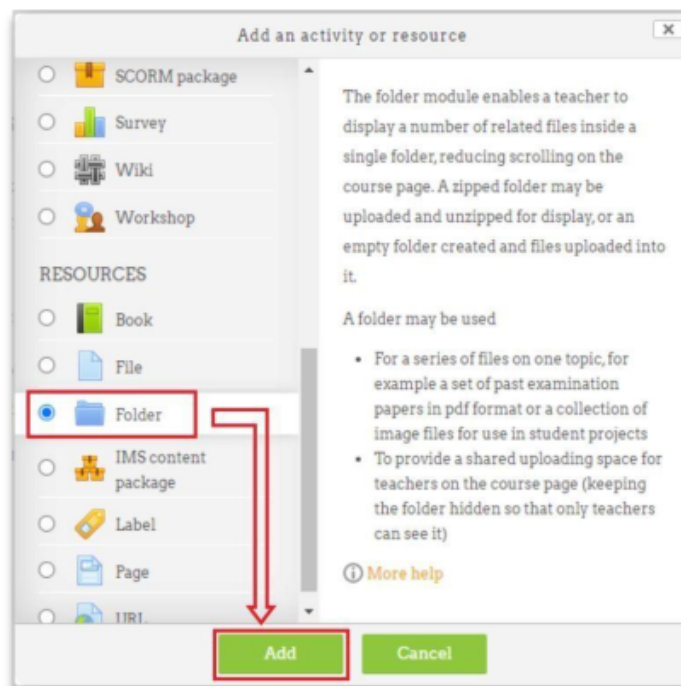 Add an activity or resource
SCORM package
Survey
Wiki
Workshop
RESOURCES
Book
File
Folder
IMS content
package
Label
Page
URL
The folder module enables a teacher to
display a number of related files inside a
single folder, reducing scrolling on the
course page. A zipped folder may be
uploaded and unzipped for display, or an
empty folder created and files uploaded into
it.
A folder may be used
• For a series of files on one topic, for
example a set of past examination
papers in pdf format or a collection of
image files for use in student projects
• To provide a shared uploading space for
teachers on the course page (keeping
the folder hidden so that only teachers
can see it)
More help
Add
Cancel